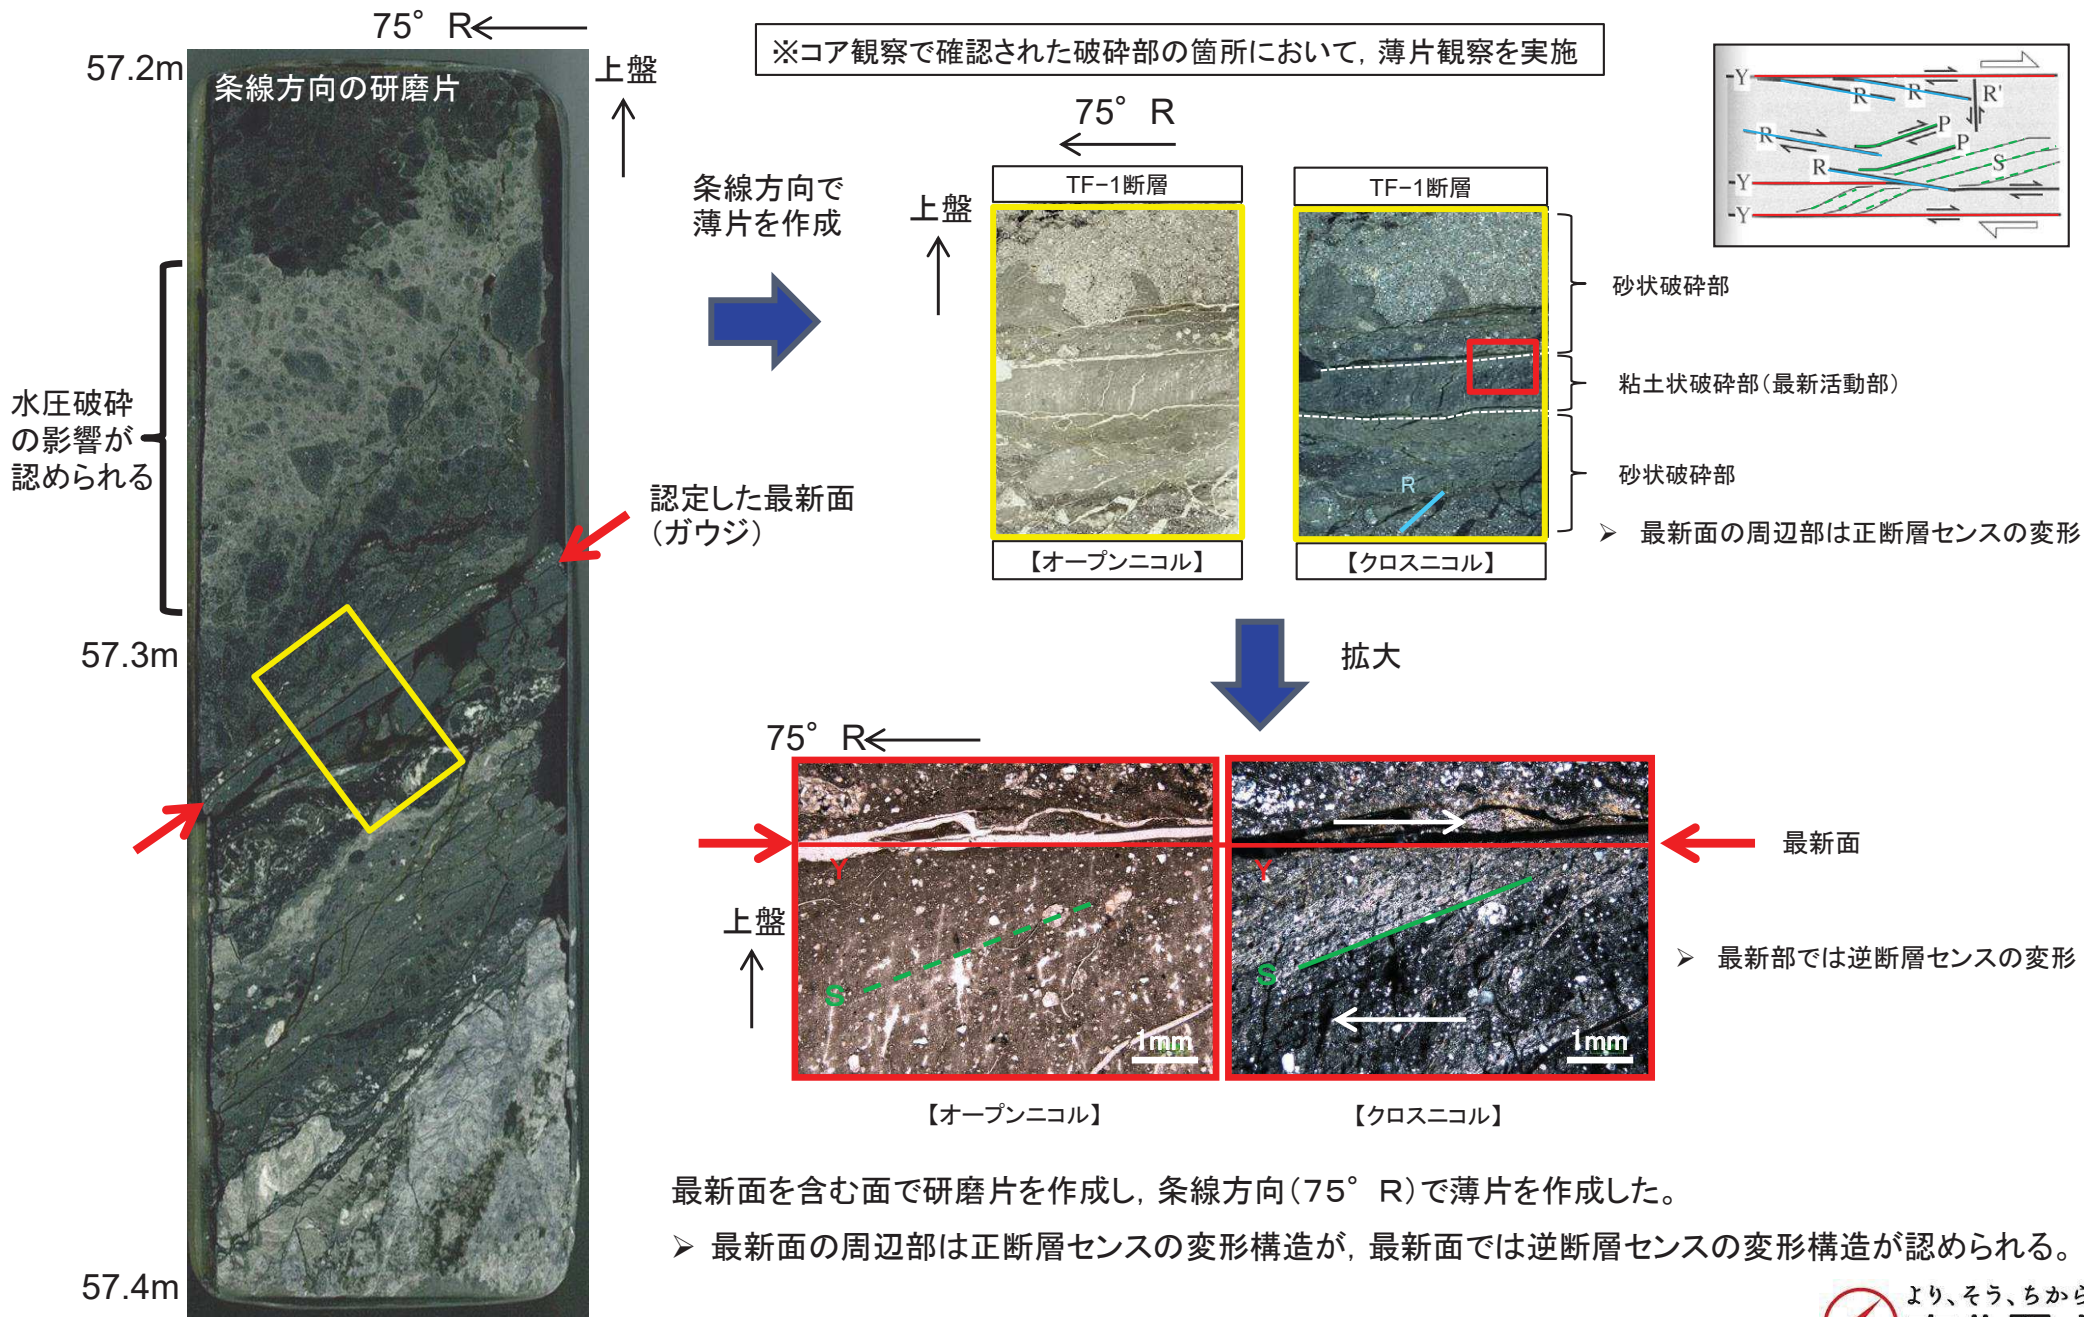 75° R
57.2m
条線方向の研磨片
上盤
水圧破砕
の影響が
認められる
57.3m
57.4m
認定した最新面
(ガウジ)
※コア観察で確認された破砕部の箇所において, 薄片観察を実施
条線方向で
薄片を作成
75° R
上盤
TF-1断層
TF-1断層
R
【オープンニコル】
【クロスニコル】
砂状破砕部
粘土状破砕部(最新活動部)
砂状破砕部
➢ 最新面の周辺部は正断層センスの変形
Y
R
R
R'
R
P
P
R
S
Y
Y
拡大
75° R
上盤
Y
S
1mm
Y
S
1mm
最新面
➢ 最新部では逆断層センスの変形
【オープンニコル】
【クロスニコル】
最新面を含む面で研磨片を作成し, 条線方向(75° R)で薄片を作成した。
➢ 最新面の周辺部は正断層センスの変形構造が, 最新面では逆断層センスの変形構造が認められる。
より、そう、ちから